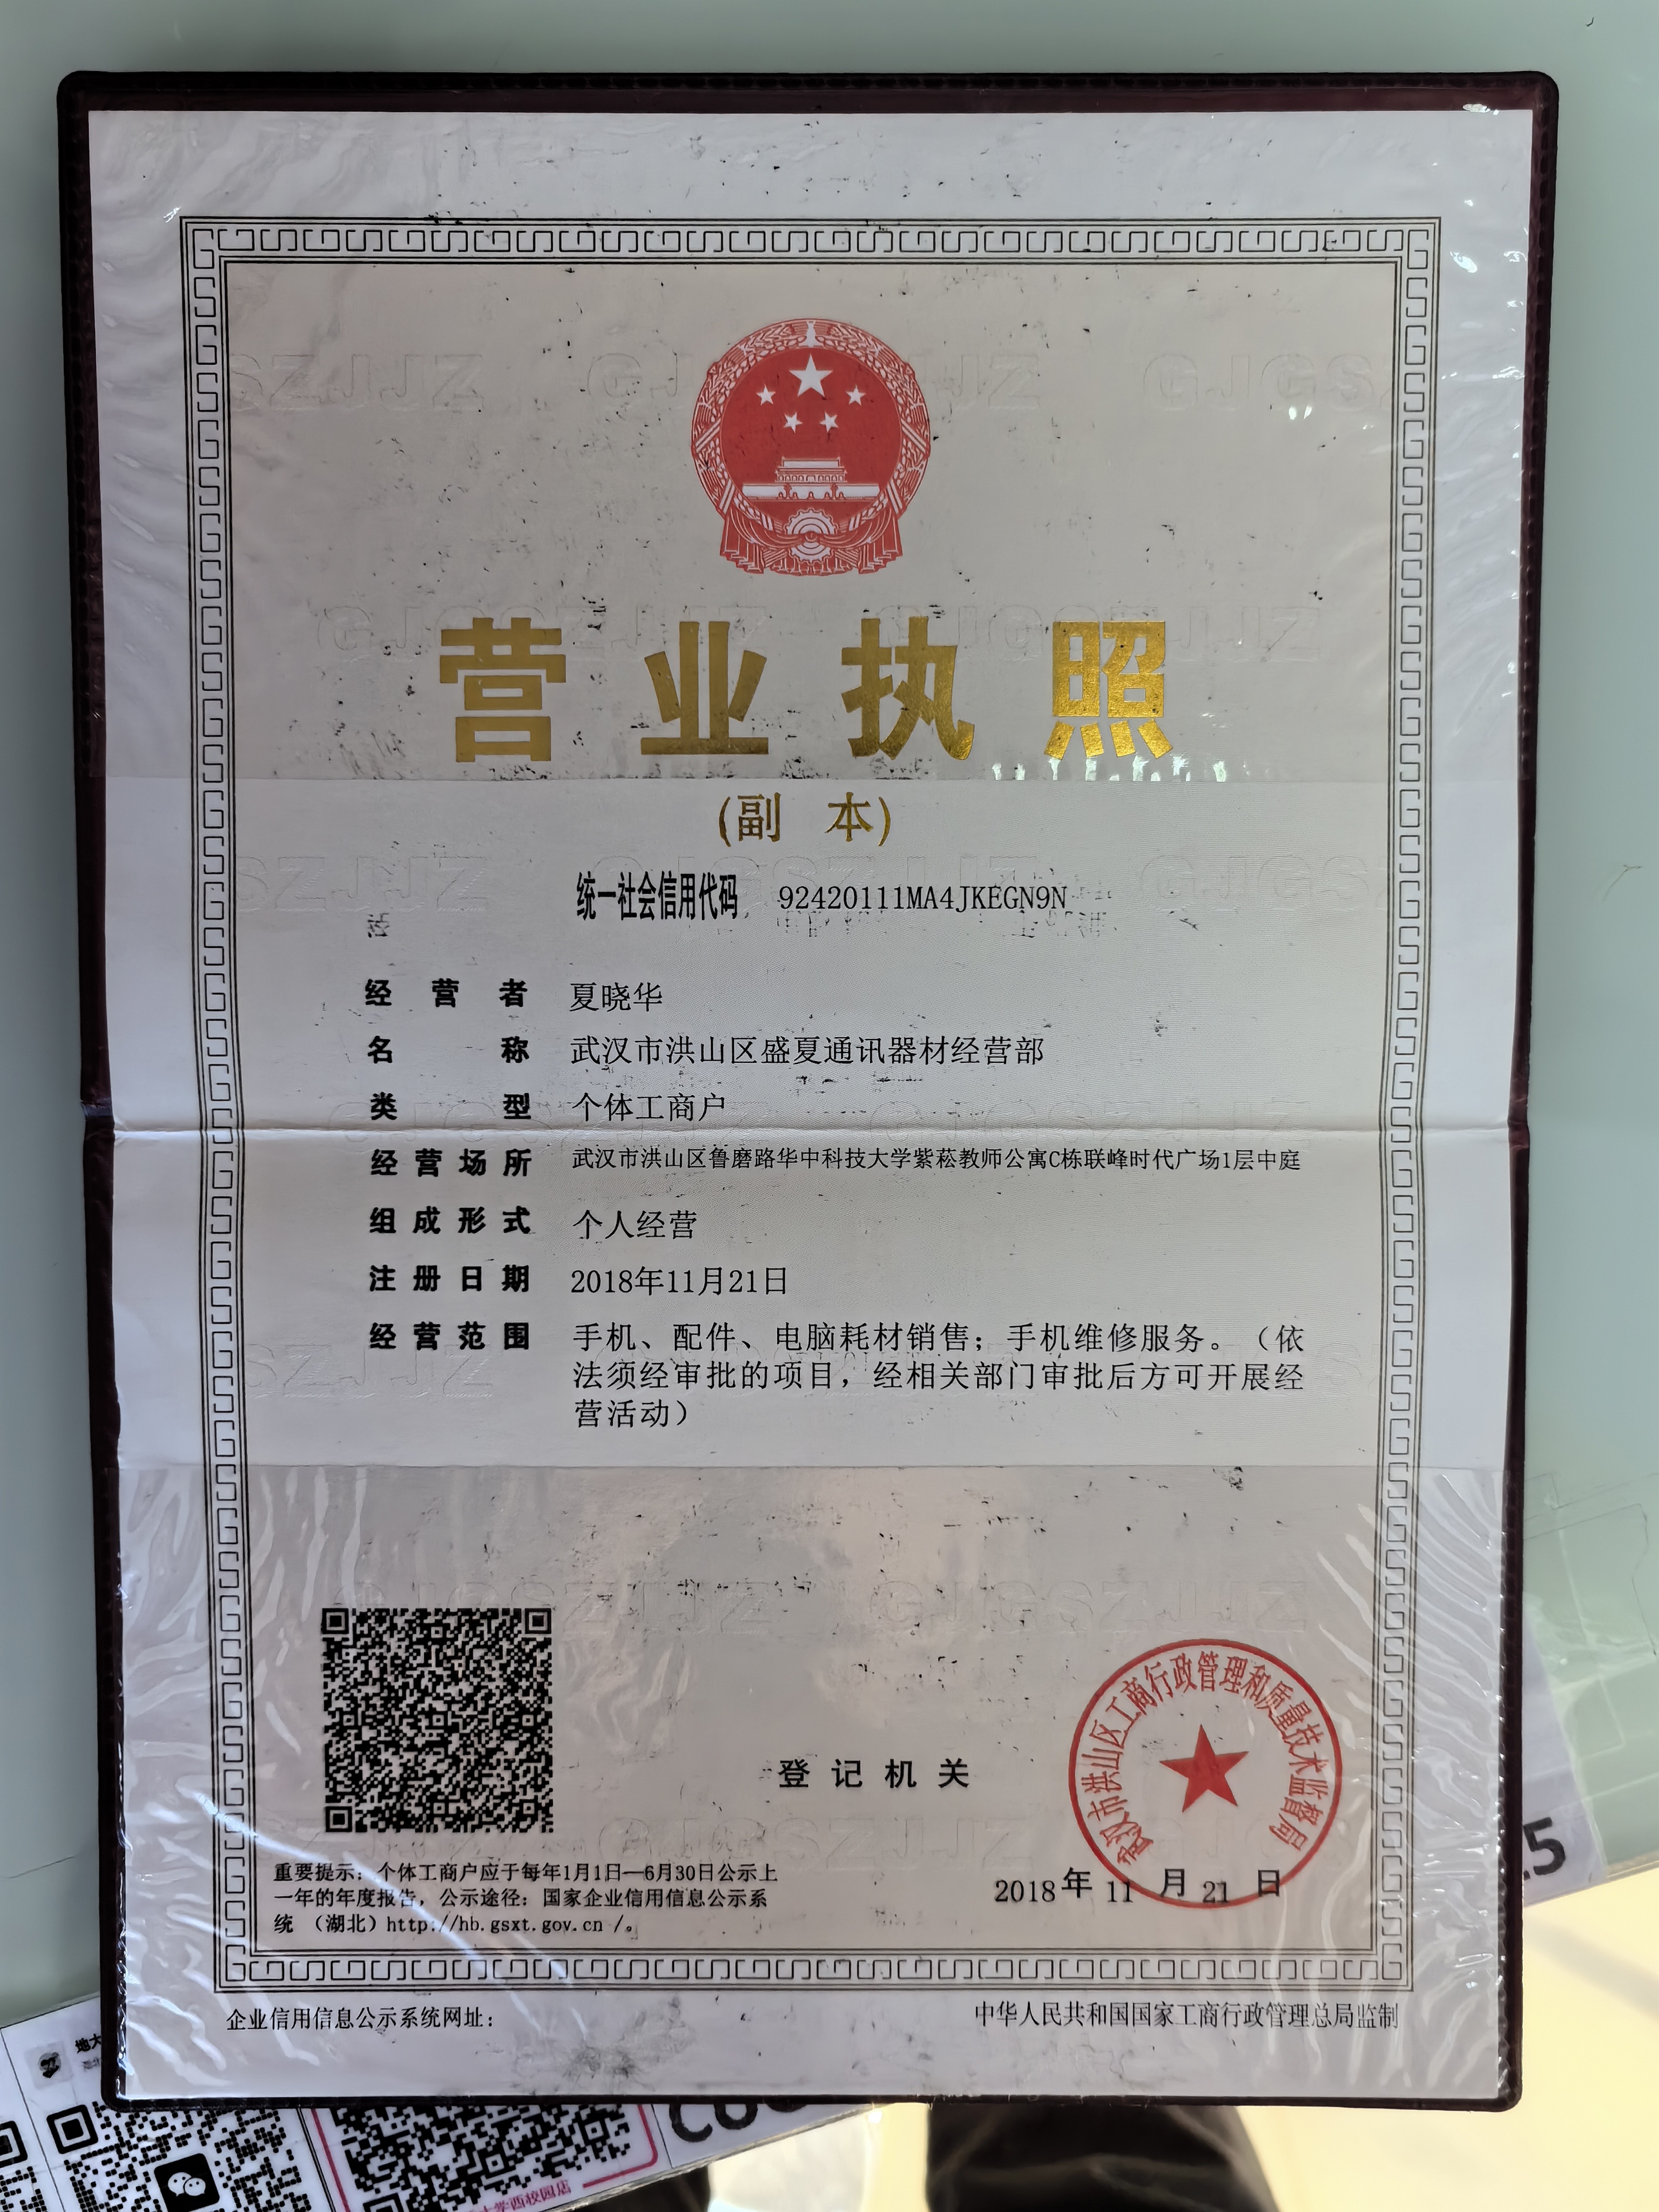 营业执照
(副 本)
统一社会信用代码 92420111MA4JKEGN9N
经营者 夏晓华
名称 武汉市洪山区盛夏通讯器材经营部
类型 个体工商户
经营场所 武汉市洪山区鲁磨路华中科技大学紫菘教师公寓C栋联峰时代广场1层中庭
组成形式 个人经营
注册日期 2018年11月21日
经营范围 手机、配件、电脑耗材销售；手机维修服务。（依
法须经审批的项目，经相关部门审批后方可开展经
营活动）
武汉市洪山区工商行政管理和质量技术监督局
登记机关
2018年 11 月 21 日
重要提示：个体工商户应于每年1月1日—6月30日公示上
一年的年度报告，公示途径：国家企业信用信息公示系
统 （湖北）http://hb.gsxt.gov.cn /。
企业信用信息公示系统网址：
中华人民共和国国家工商行政管理总局监制